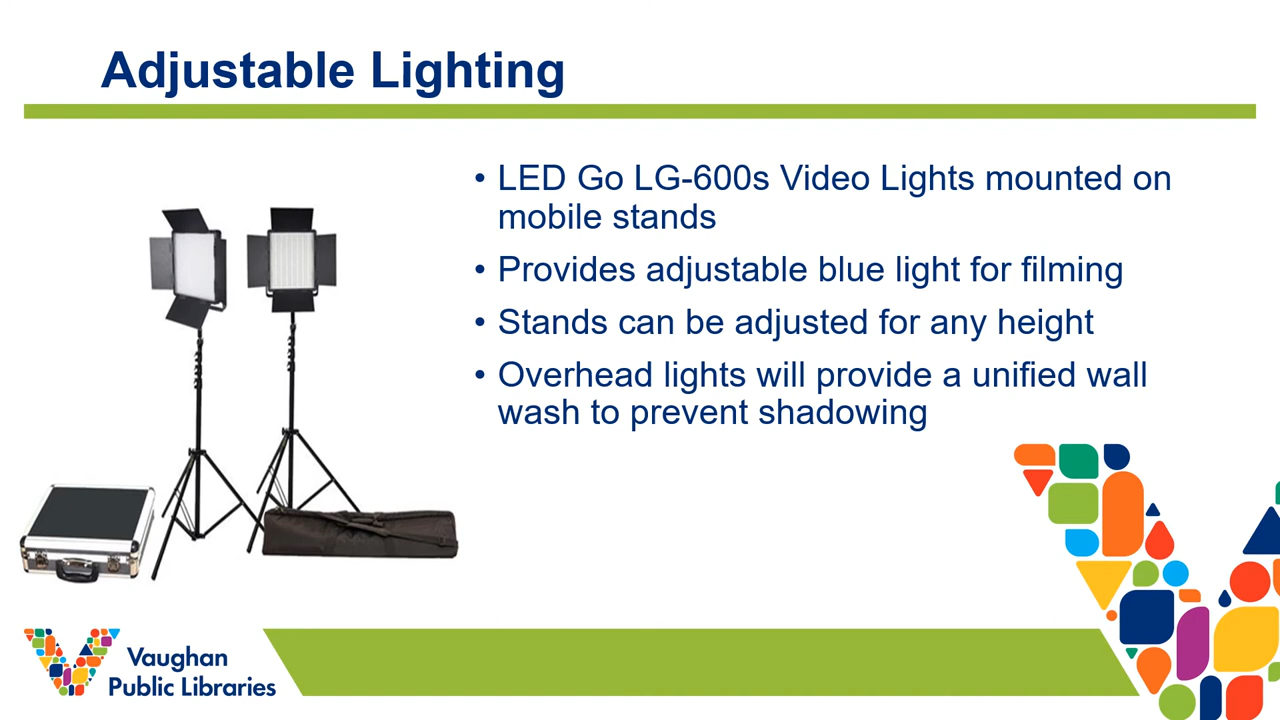 Adjustable Lighting
• LED Go LG-600s Video Lights mounted on
mobile stands
• Provides adjustable blue light for filming
• Stands can be adjusted for any height
• Overhead lights will provide a unified wall
wash to prevent shadowing
Vaughan
Public Libraries